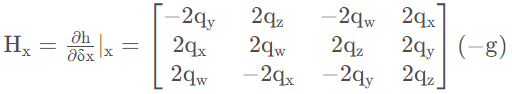 H_x = ∂h/∂δx |_x = [ −2q_y 2q_z −2q_w 2q_x ; 2q_x 2q_w 2q_z 2q_y ; 2q_w −2q_x −2q_y 2q_z ] (−g)